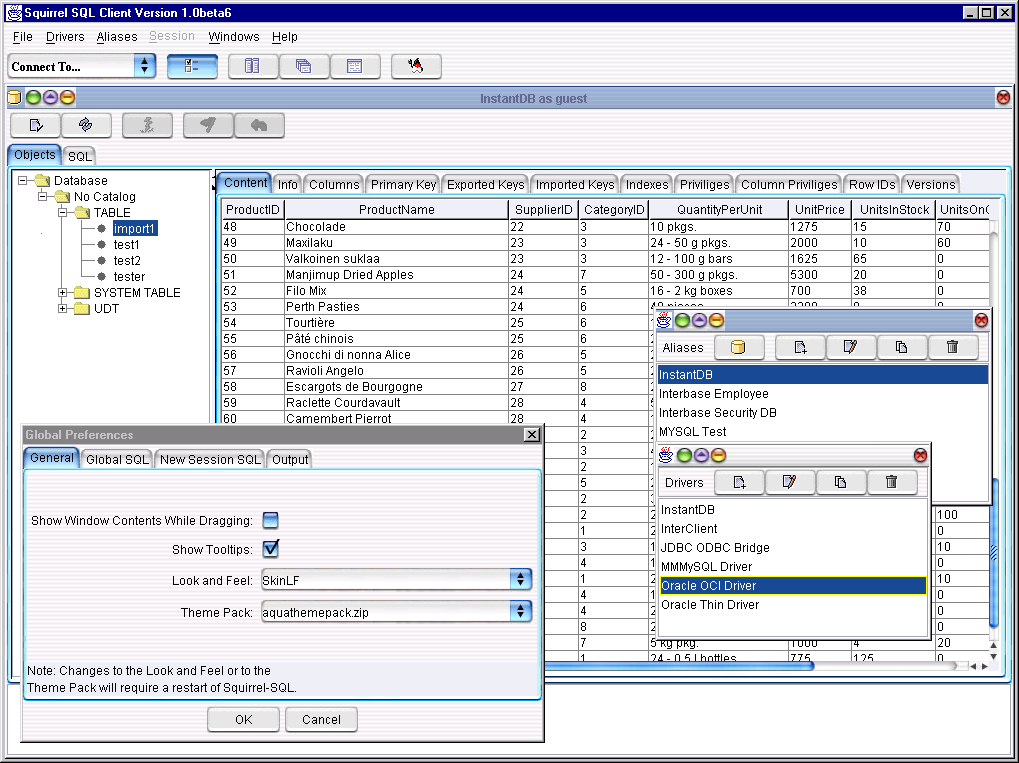 Squirrel SQL Client Version 1.0beta6
File Drivers Aliases Session Windows Help
Connect To...
InstantDB as guest
Objects SQL
Database
No Catalog
TABLE
import1
test1
test2
tester
SYSTEM TABLE
UDT
Content Info Columns Primary Key Exported Keys Imported Keys Indexes Priviliges Column Priviliges Row IDs Versions
ProductID ProductName SupplierID CategoryID QuantityPerUnit UnitPrice UnitsInStock UnitsOnO
48 Chocolade 22 3 10 pkgs. 1275 15 70
49 Maxilaku 23 3 24 - 50 g pkgs. 2000 10 60
50 Valkoinen suklaa 23 3 12 - 100 g bars 1625 65 0
51 Manjimup Dried Apples 24 7 50 - 300 g pkgs. 5300 20 0
52 Filo Mix 24 5 16 - 2 kg boxes 700 38 0
53 Perth Pasties 24 6
54 Tourtière 25 6
55 Pâté chinois 25 6
56 Gnocchi di nonna Alice 26 5
57 Ravioli Angelo 26 5
58 Escargots de Bourgogne 27 8
59 Raclette Courdavault 28 4
60 Camembert Pierrot 28 4
2
3
2
5
2
2 100
1 0
3 10
4 0
1 10
4 0
4 0
8 0
7 5 kg pkg. 1000 4 20
1 24 - 0.5 l bottles 775 125 0
Aliases
InstantDB
Interbase Employee
Interbase Security DB
MYSQL Test
Drivers
InstantDB
InterClient
JDBC ODBC Bridge
MMMySQL Driver
Oracle OCI Driver
Oracle Thin Driver
Global Preferences
General Global SQL New Session SQL Output
Show Window Contents While Dragging:
Show Tooltips:
Look and Feel: SkinLF
Theme Pack: aquathemepack.zip
Note: Changes to the Look and Feel or to the
Theme Pack will require a restart of Squirrel-SQL.
OK Cancel